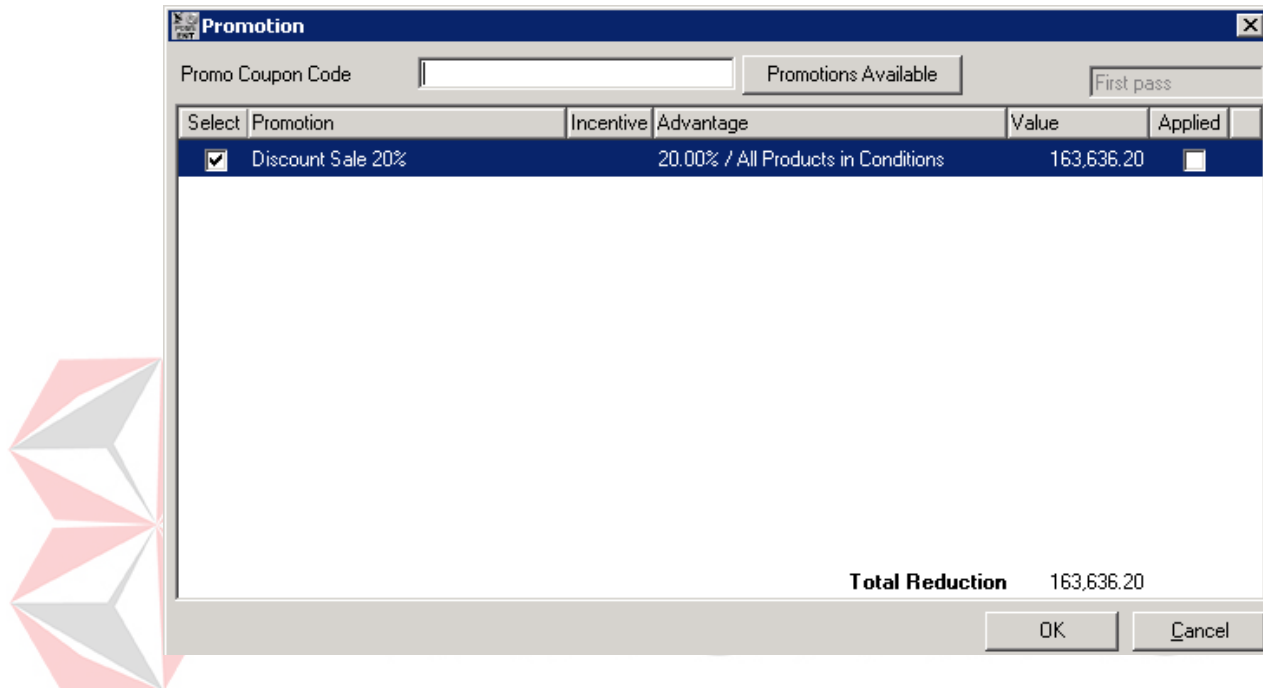 Promotion
Promo Coupon Code Promotions Available First pass
Select Promotion Incentive Advantage Value Applied
Discount Sale 20% 20.00% / All Products in Conditions 163,636.20
Total Reduction 163,636.20
OK Cancel